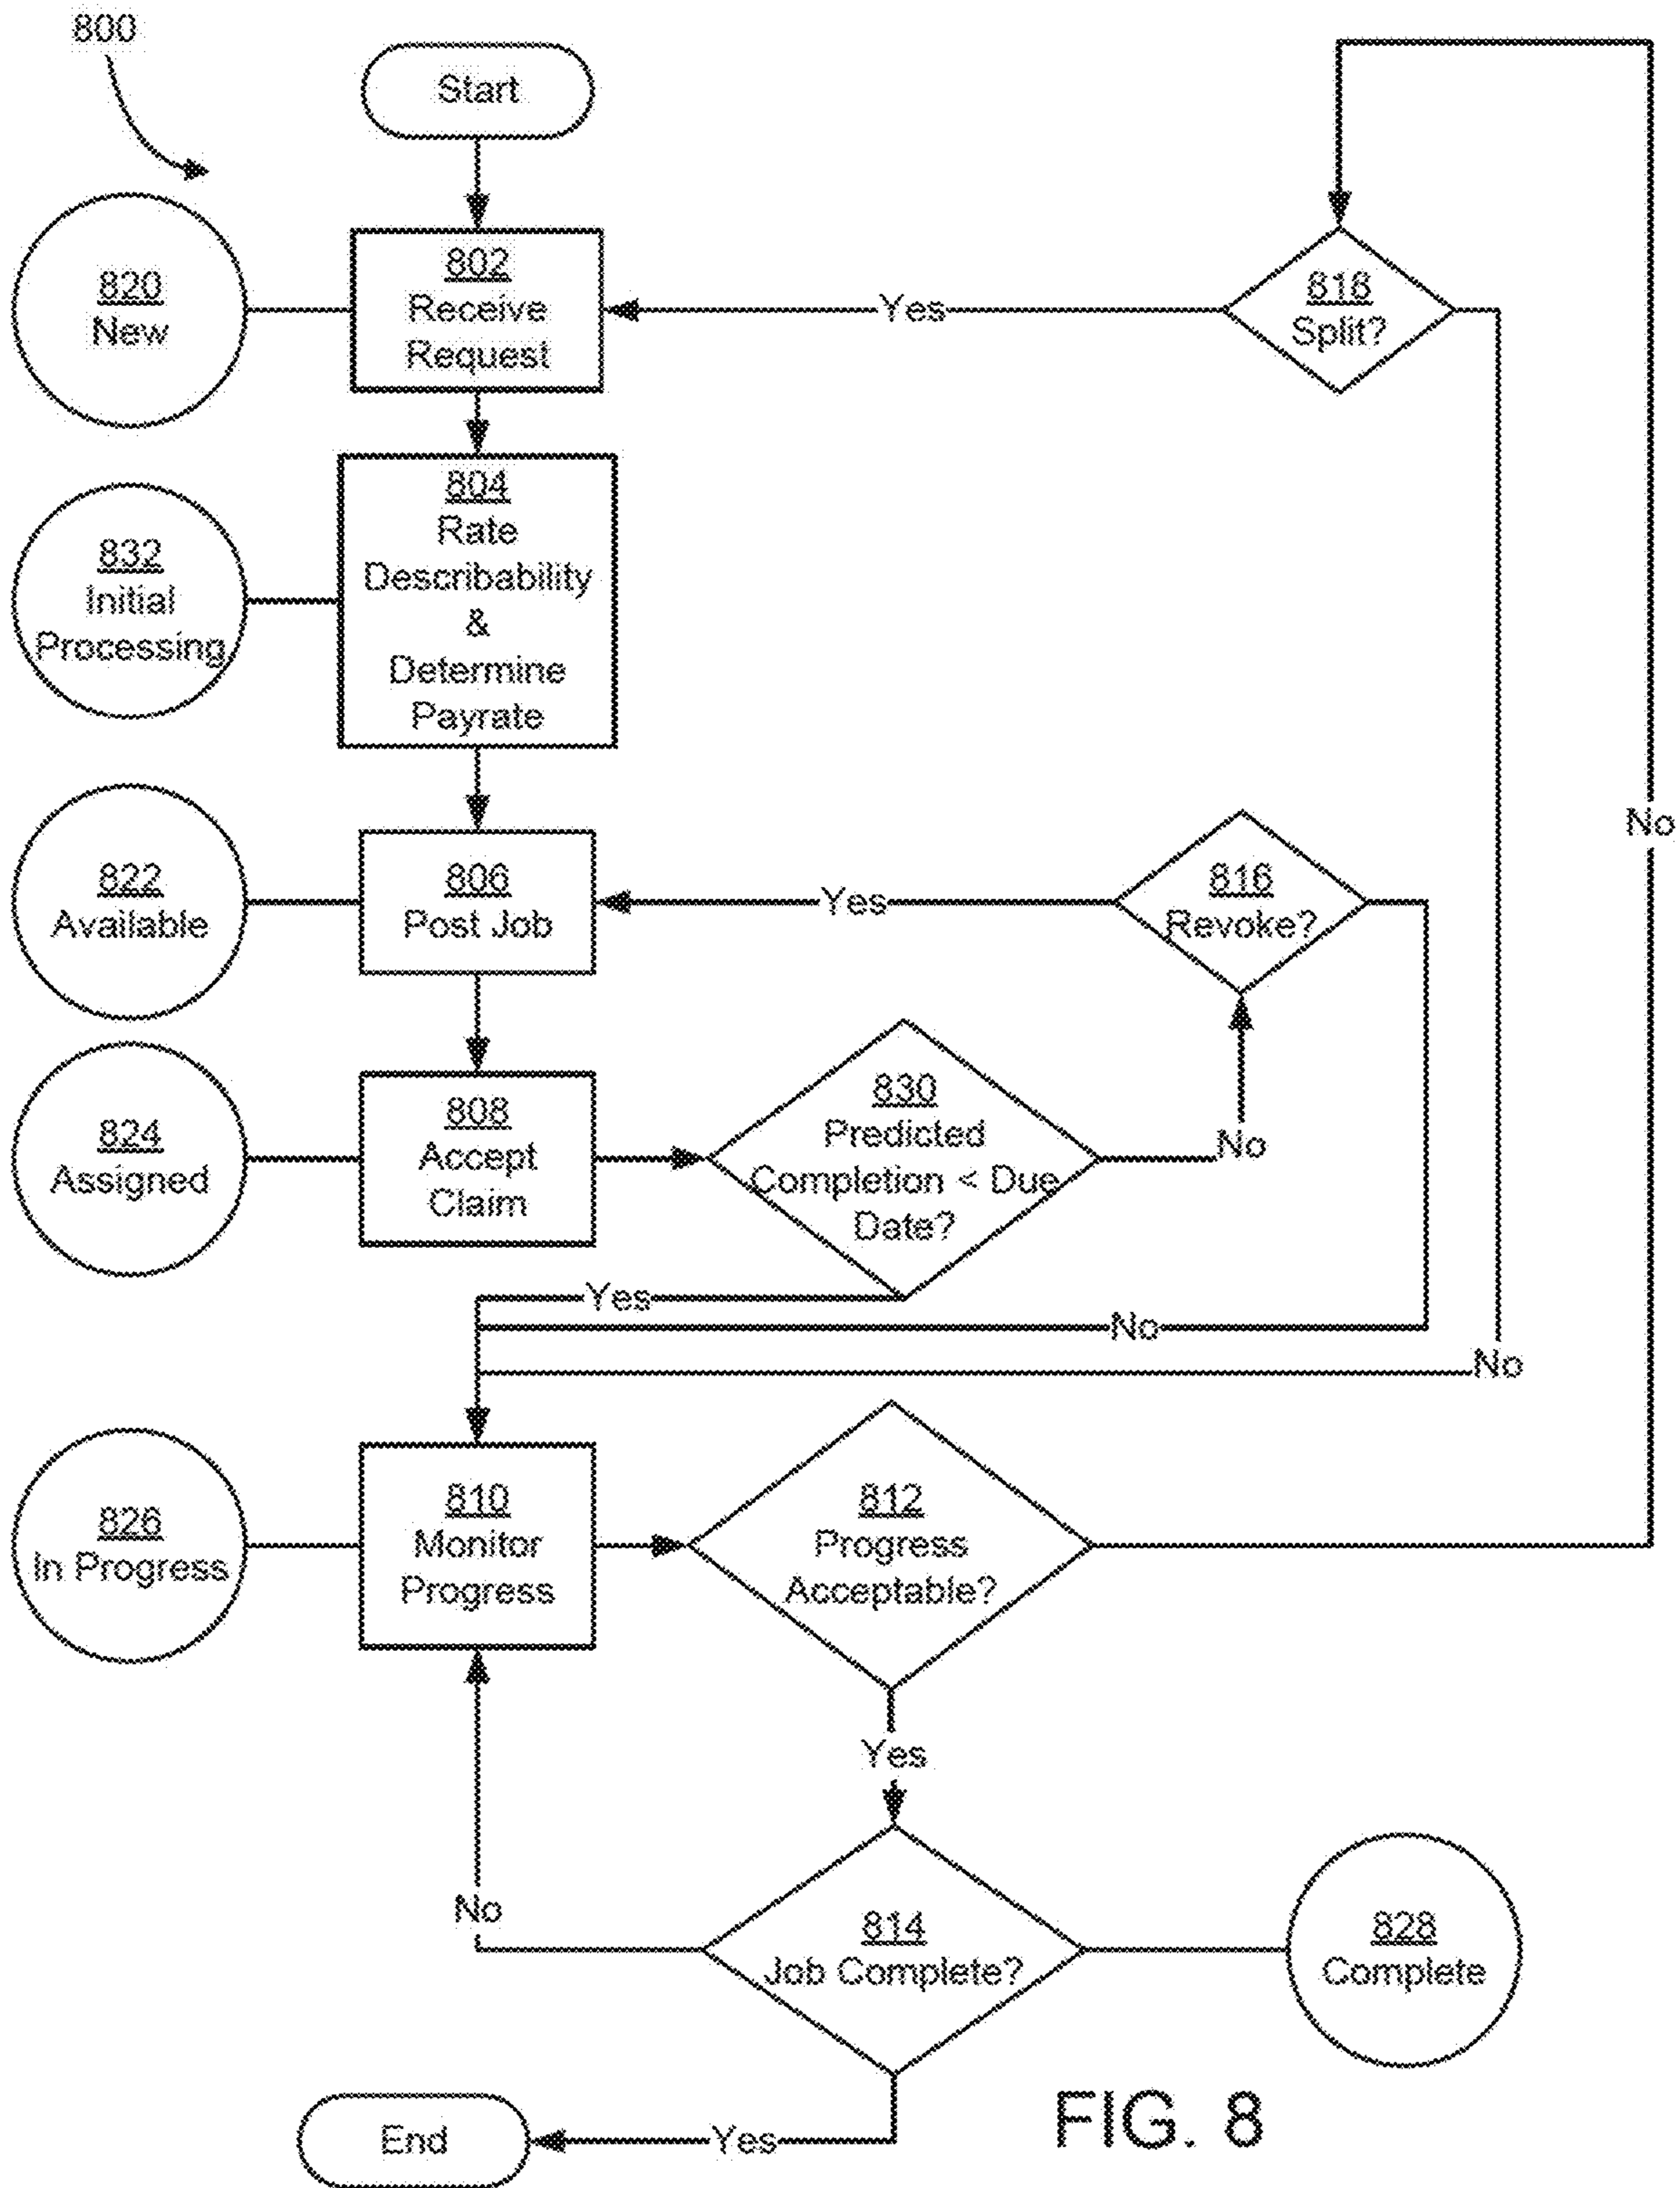 800
Start
802
Receive
Request
820
New
Yes
818
Split?
804
Rate
Describability
&
Determine
Payrate
832
Initial
Processing
No
806
Post Job
822
Available
Yes
816
Revoke?
808
Accept
Claim
824
Assigned
830
Predicted
Completion < Due
Date?
No
Yes
No
No
810
Monitor
Progress
826
In Progress
812
Progress
Acceptable?
Yes
No
814
Job Complete?
828
Complete
End
Yes
FIG. 8